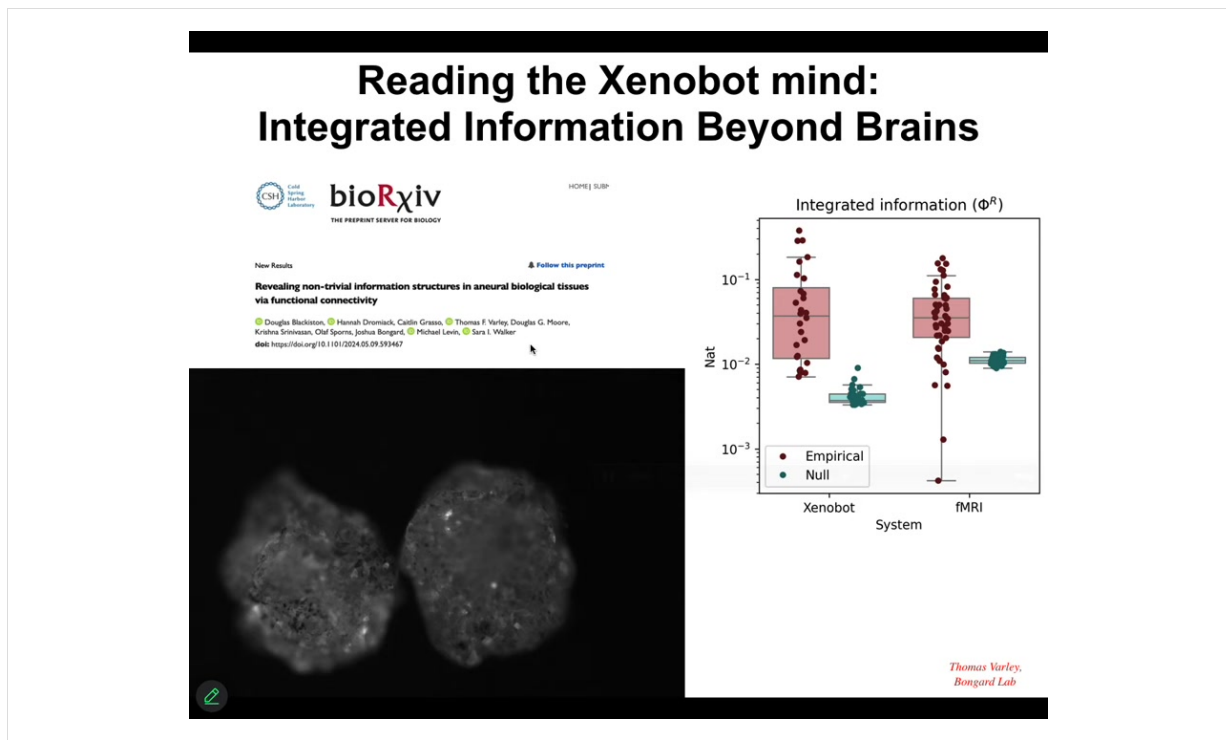 Reading the Xenobot mind:
Integrated Information Beyond Brains
CSH
Cold
Spring
Harbor
Laboratory
bioRxiv
THE PREPRINT SERVER FOR BIOLOGY
HOME | SUBM
New Results
Follow this preprint
Revealing non-trivial information structures in aneural biological tissues
via functional connectivity
Douglas Blackiston, Hannah Dromiack, Caitlin Grasso, Thomas F. Varley, Douglas G. Moore,
Krishna Srinivasan, Olaf Sporns, Joshua Bongard, Michael Levin, Sara I. Walker
doi: https://doi.org/10.1101/2024.05.09.593467
Integrated information (Φᴿ)
Nat
10⁻¹
10⁻²
10⁻³
Empirical
Null
Xenobot
fMRI
System
Thomas Varley,
Bongard Lab